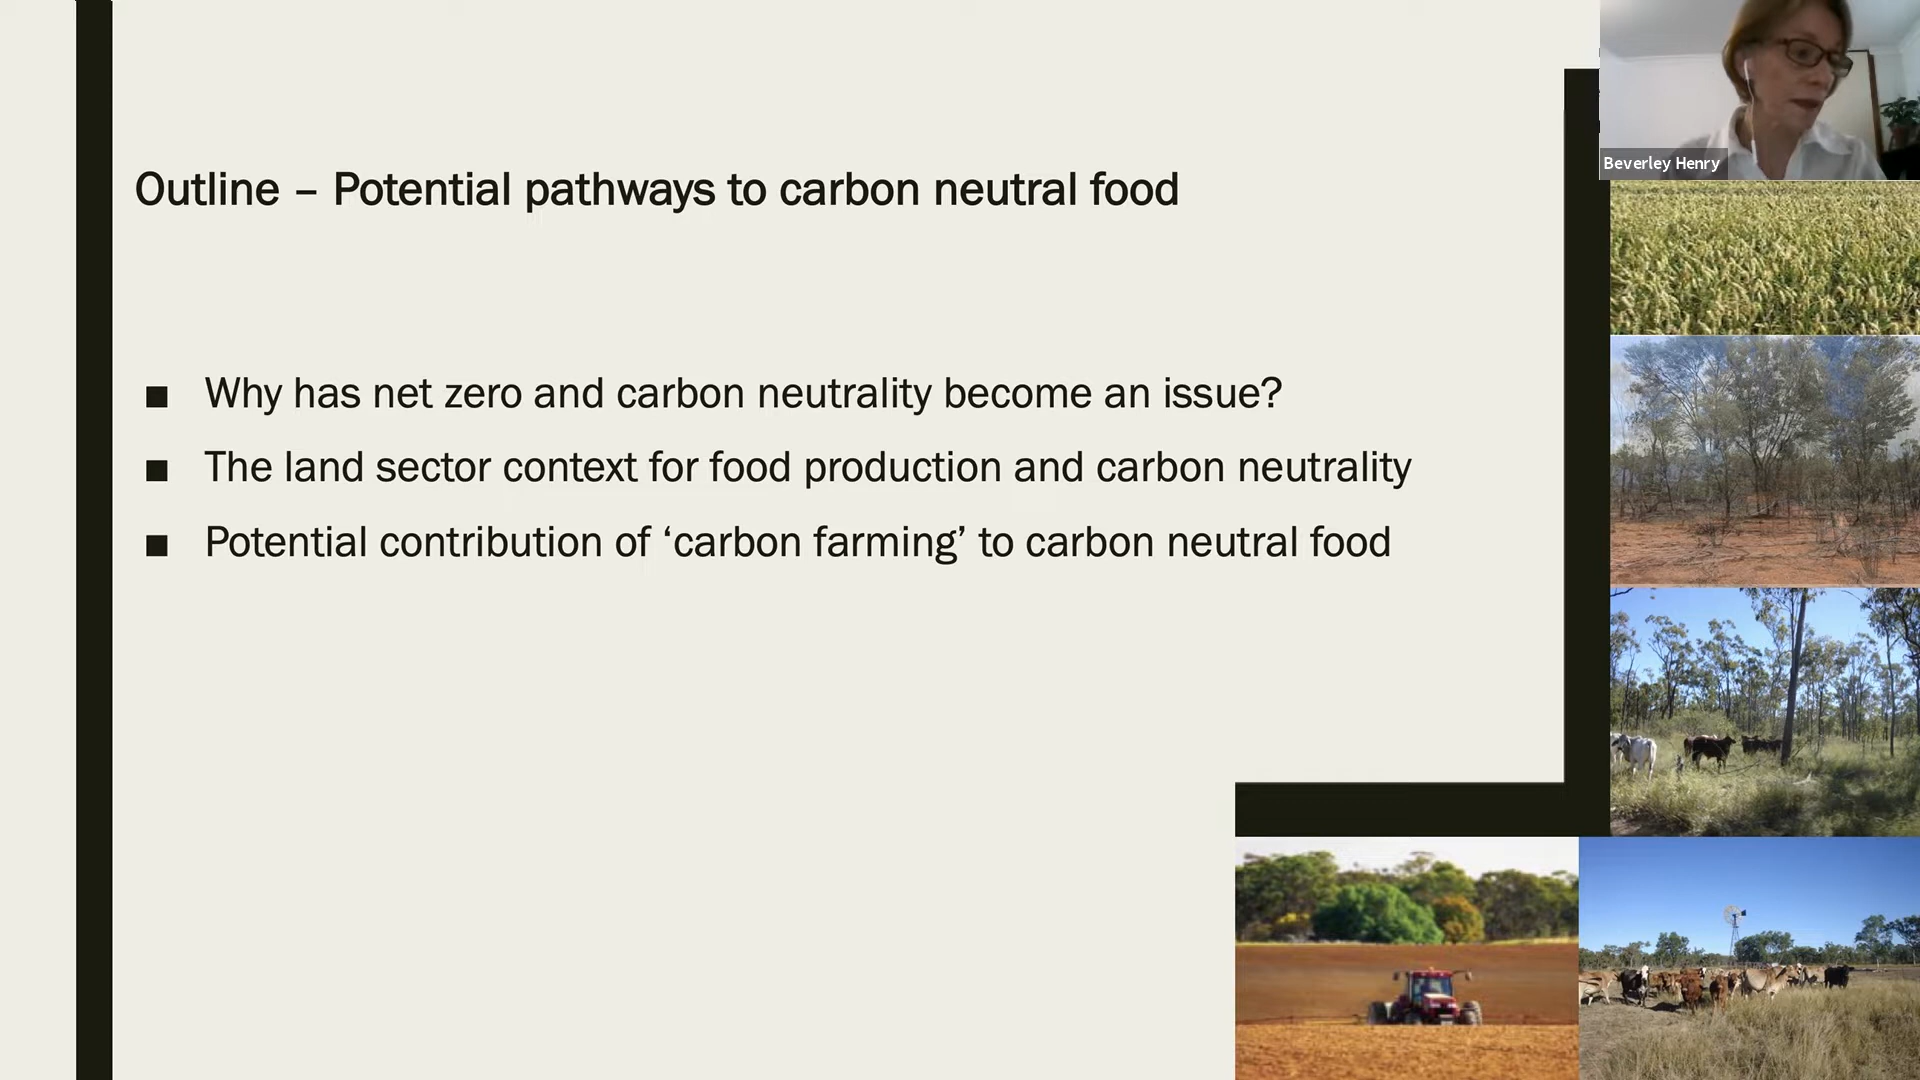 Beverley Henry
Outline – Potential pathways to carbon neutral food
■ Why has net zero and carbon neutrality become an issue?
■ The land sector context for food production and carbon neutrality
■ Potential contribution of ‘carbon farming’ to carbon neutral food